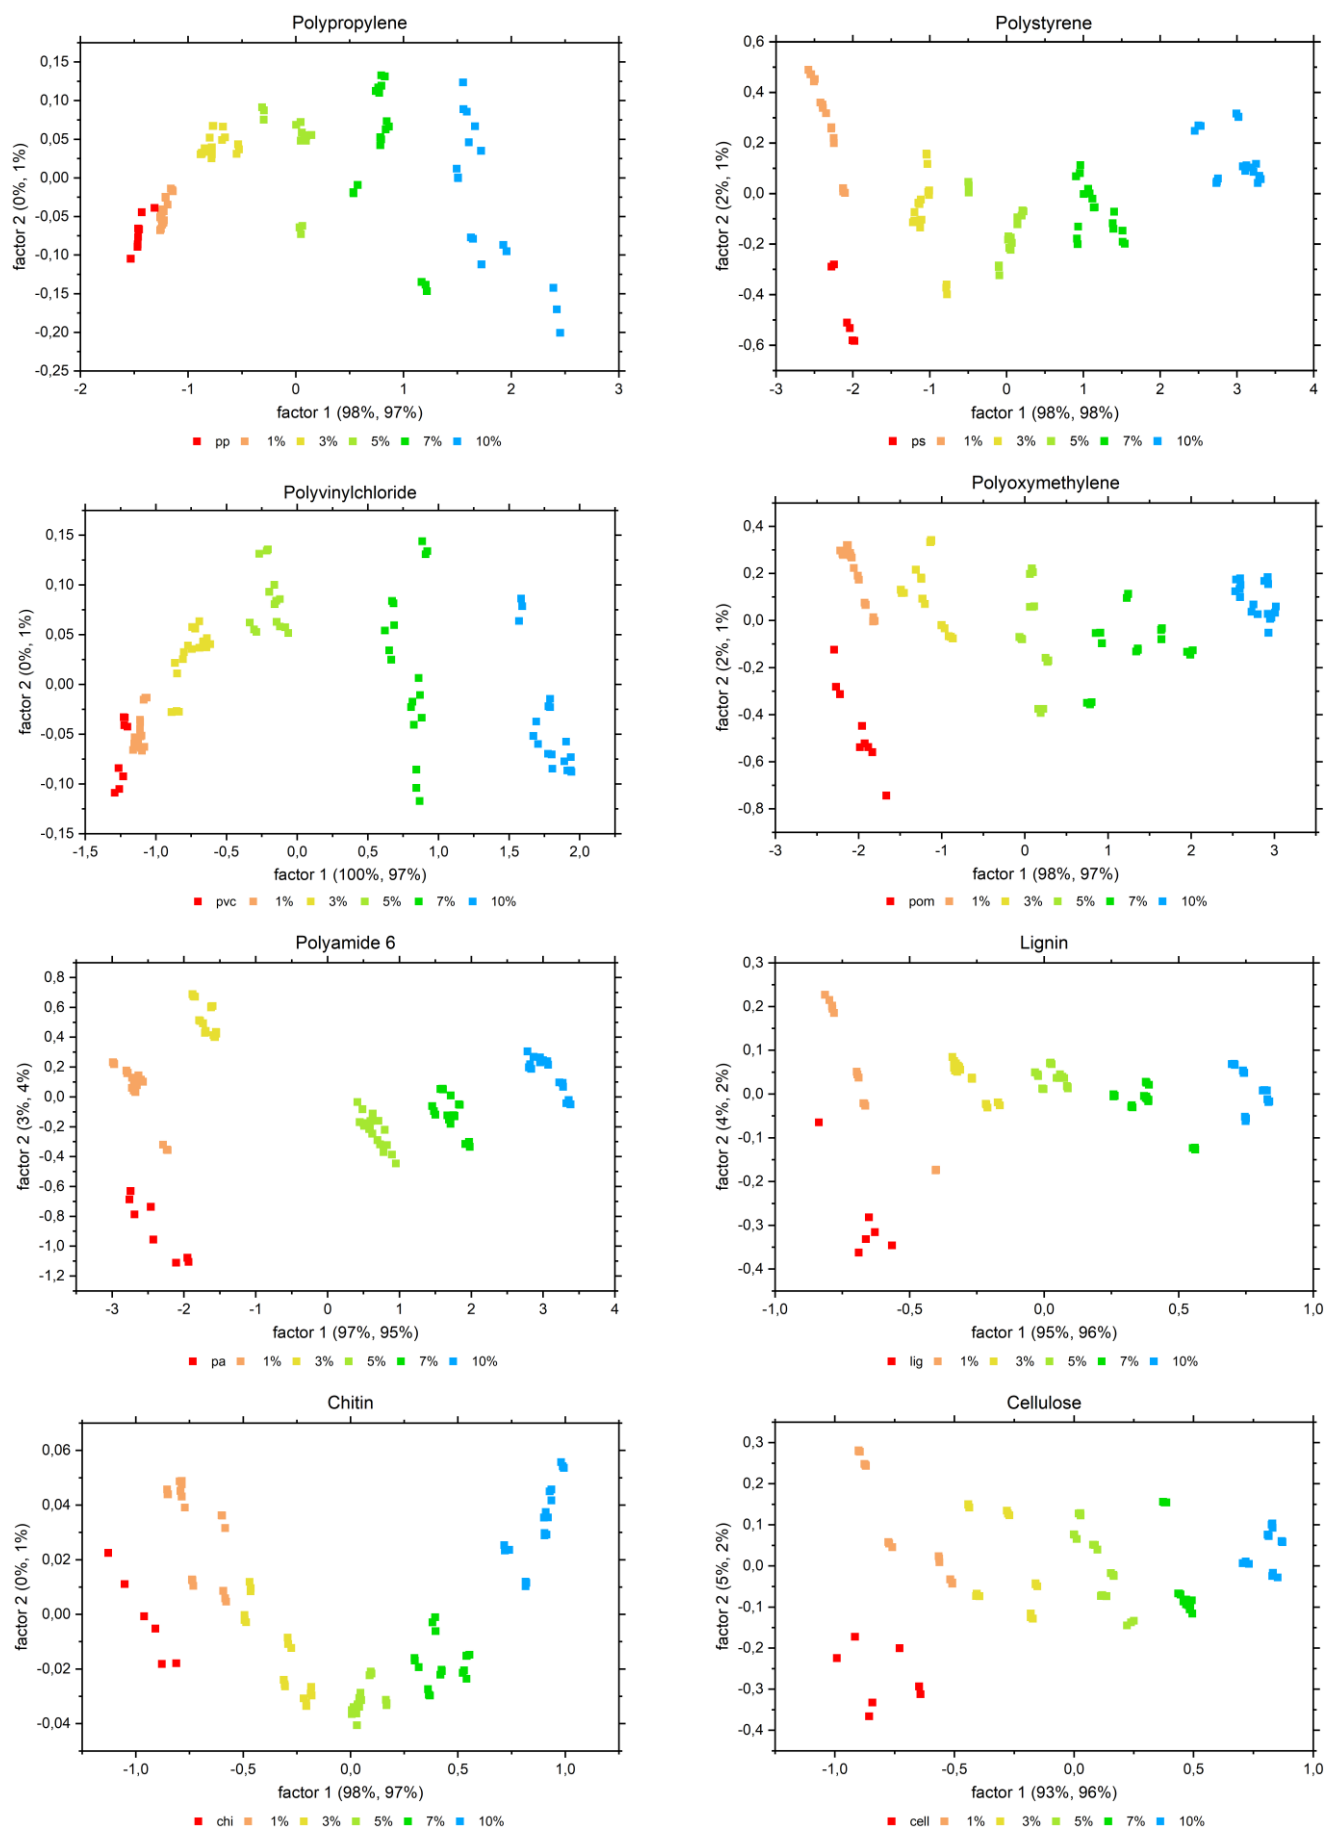 Polypropylene
0,15
0,10
0,05
0,00
-0,05
-0,10
-0,15
-0,20
-0,25
factor 2 (0%, 1%)
-2 -1 0 1 2 3
factor 1 (98%, 97%)
pp 1% 3% 5% 7% 10%
Polystyrene
0,6
0,4
0,2
0,0
-0,2
-0,4
-0,6
factor 2 (2%, 1%)
-3 -2 -1 0 1 2 3 4
factor 1 (98%, 98%)
ps 1% 3% 5% 7% 10%
Polyvinylchloride
0,15
0,10
0,05
0,00
-0,05
-0,10
-0,15
factor 2 (0%, 1%)
-1,5 -1,0 -0,5 0,0 0,5 1,0 1,5 2,0
factor 1 (100%, 97%)
pvc 1% 3% 5% 7% 10%
Polyoxymethylene
0,4
0,2
0,0
-0,2
-0,4
-0,6
-0,8
factor 2 (2%, 1%)
-3 -2 -1 0 1 2 3
factor 1 (98%, 97%)
pom 1% 3% 5% 7% 10%
Polyamide 6
0,8
0,6
0,4
0,2
0,0
-0,2
-0,4
-0,6
-0,8
-1,0
-1,2
factor 2 (3%, 4%)
-3 -2 -1 0 1 2 3 4
factor 1 (97%, 95%)
pa 1% 3% 5% 7% 10%
Lignin
0,3
0,2
0,1
0,0
-0,1
-0,2
-0,3
-0,4
factor 2 (4%, 2%)
-1,0 -0,5 0,0 0,5 1,0
factor 1 (95%, 96%)
lig 1% 3% 5% 7% 10%
Chitin
0,06
0,04
0,02
0,00
-0,02
-0,04
factor 2 (0%, 1%)
-1,0 -0,5 0,0 0,5 1,0
factor 1 (98%, 97%)
chi 1% 3% 5% 7% 10%
Cellulose
0,3
0,2
0,1
0,0
-0,1
-0,2
-0,3
-0,4
factor 2 (5%, 2%)
-1,0 -0,5 0,0 0,5 1,0
factor 1 (93%, 96%)
cell 1% 3% 5% 7% 10%